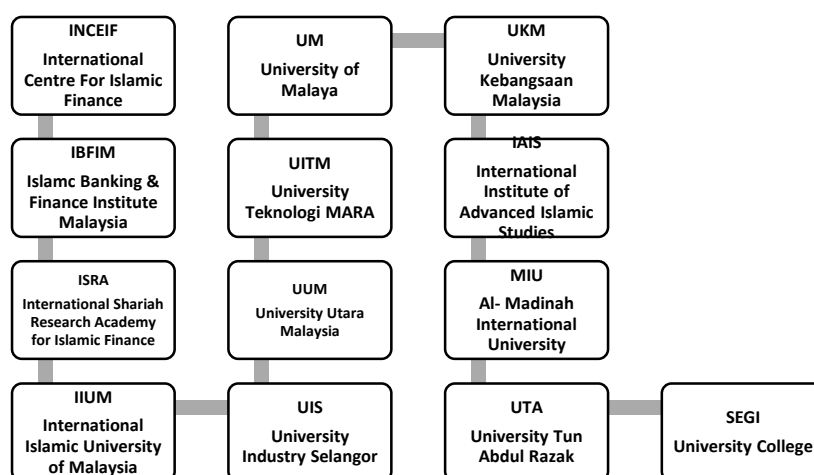 INCEIF
International
Centre For Islamic
Finance
IBFIM
Islamc Banking &
Finance Institute
Malaysia
ISRA
International Shariah
Research Academy
for Islamic Finance
IIUM
International
Islamic University
of Malaysia
UIS
University
Industry Selangor
UUM
University Utara
Malaysia
UITM
University
Teknologi MARA
UM
University of
Malaya
UKM
University
Kebangsaan
Malaysia
IAIS
International
Institute of
Advanced Islamic
Studies
MIU
Al- Madinah
International
University
UTA
University Tun
Abdul Razak
SEGI
University College